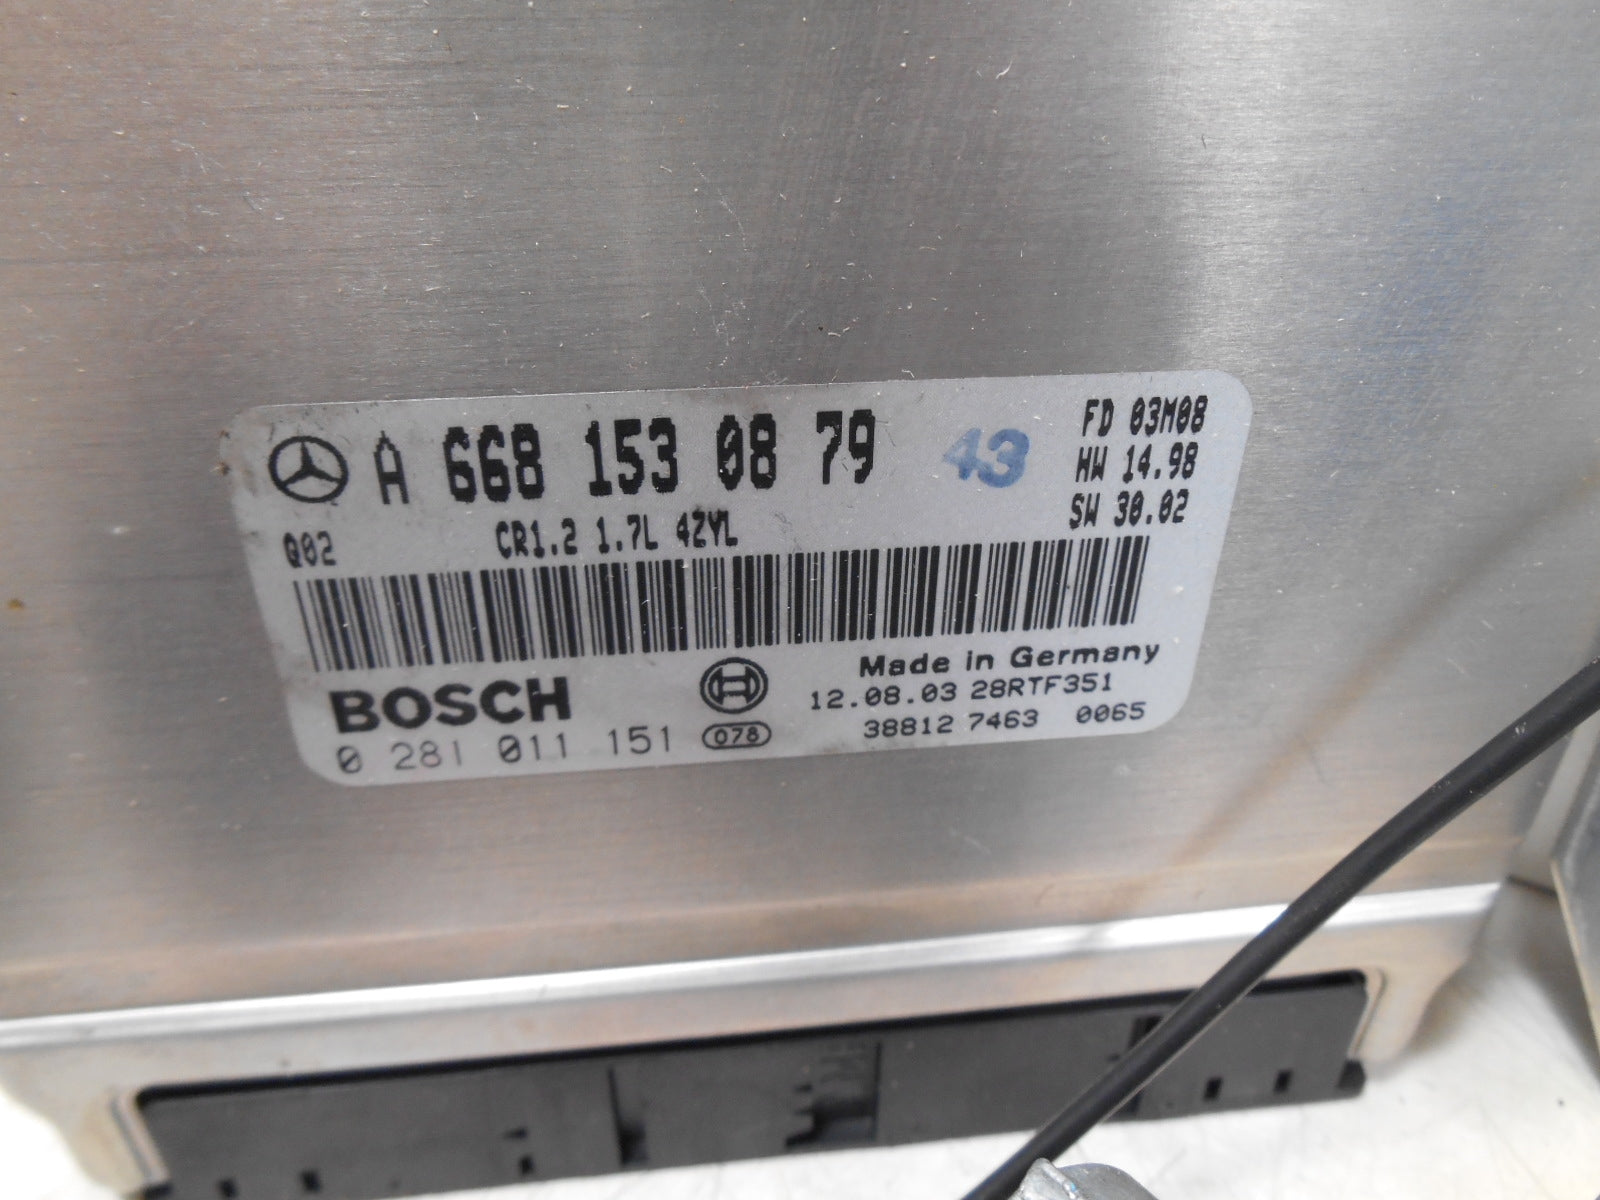 A 668 153 08 79 43 FD 03M08
HW 14.98
SW 30.02
Q02 CR1.2 1.7L 4ZYL
BOSCH
Made in Germany
12.08.03 28RTF351
0 281 011 151 078 38812 7463 0065